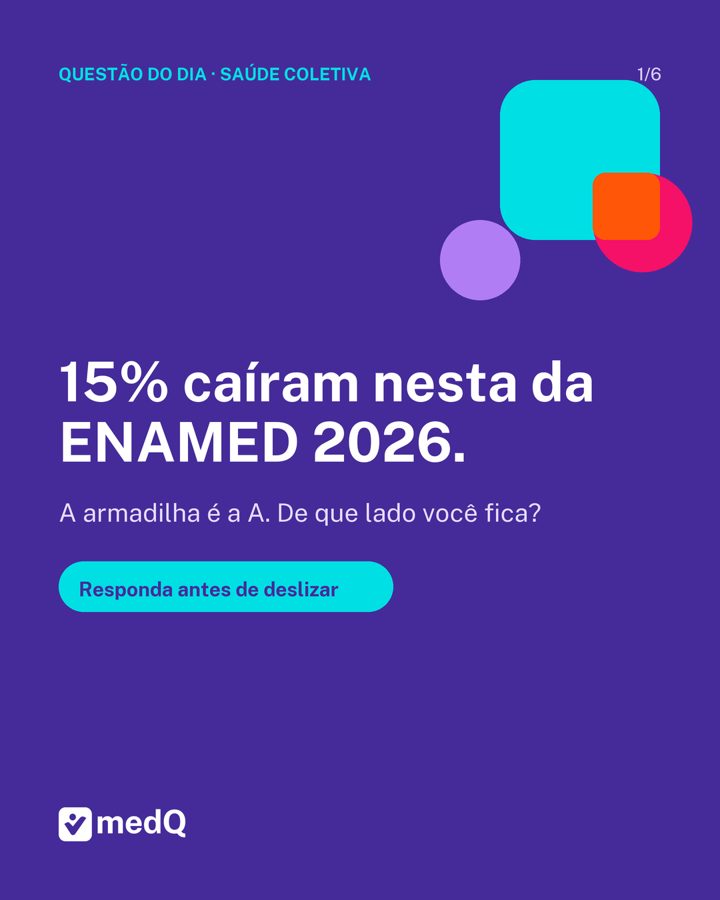 QUESTÃO DO DIA · SAÚDE COLETIVA
1/6
15% caíram nesta da
ENAMED 2026.
A armadilha é a A. De que lado você fica?
Responda antes de deslizar
medQ